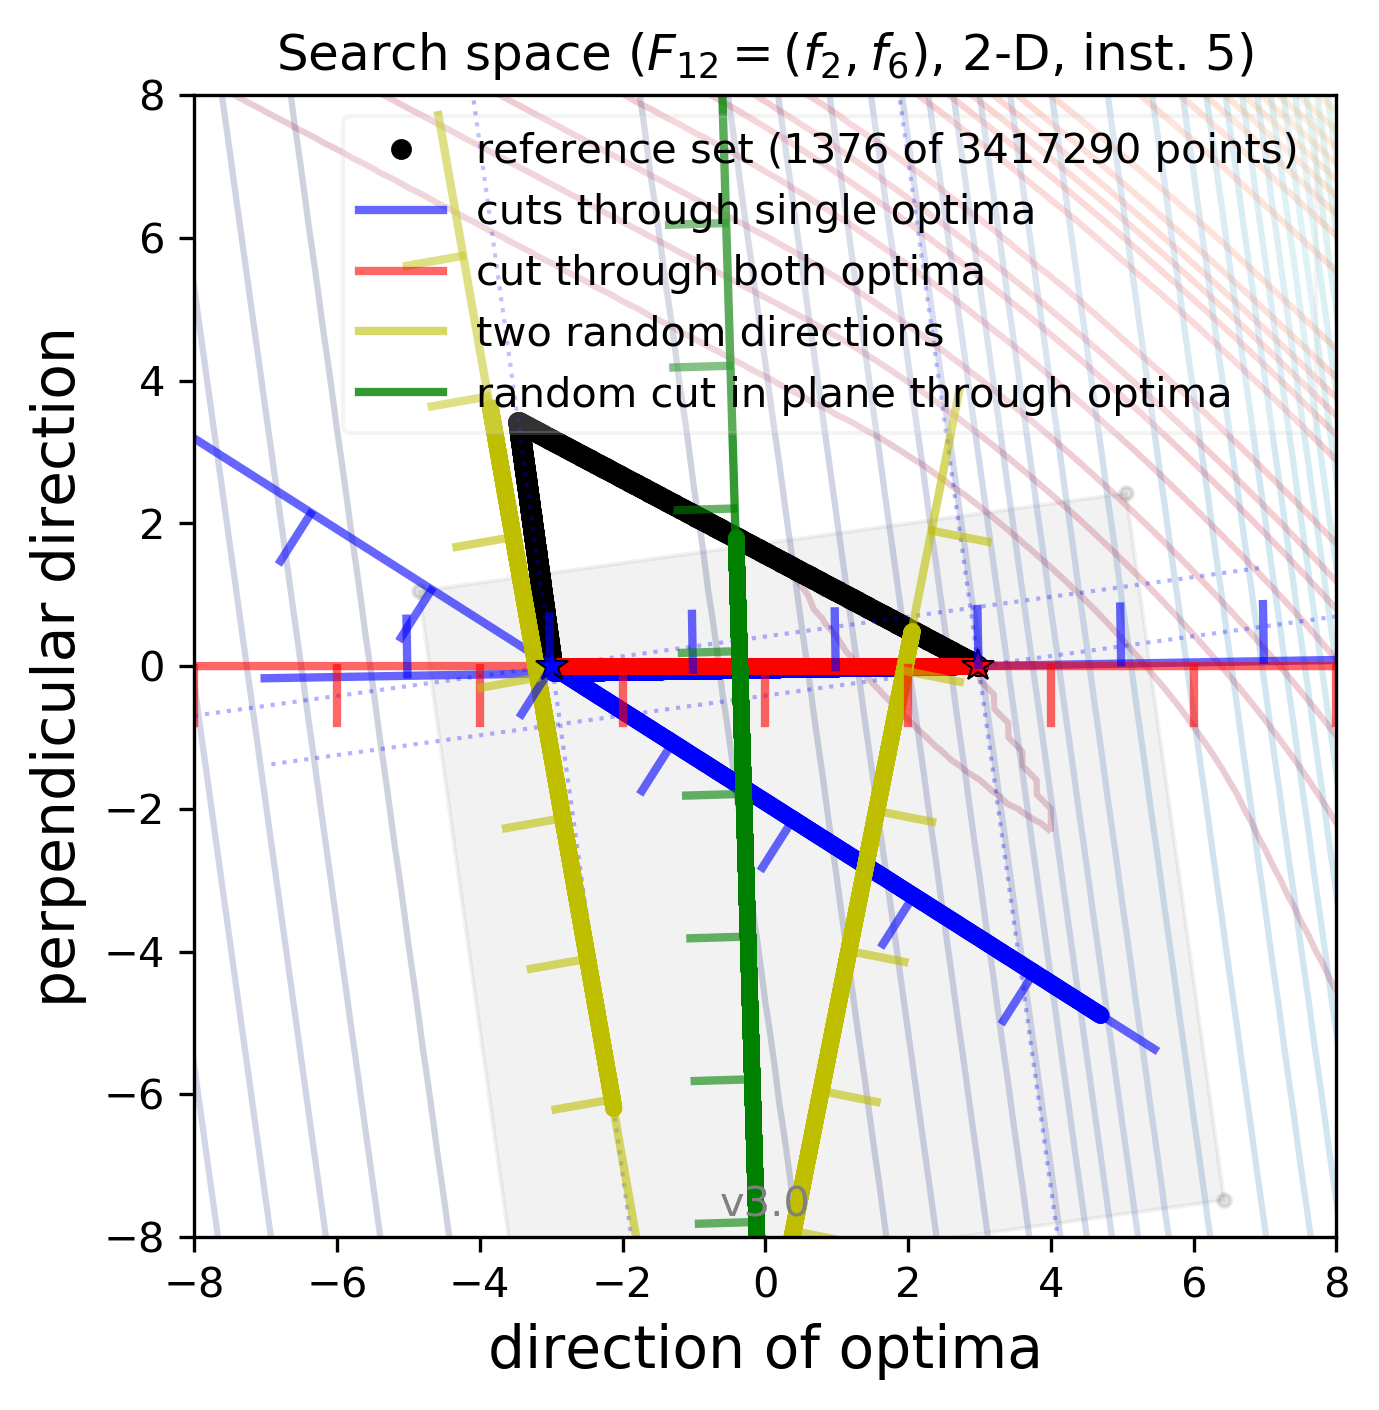 Search space (F₁₂ = (f₂, f₆), 2-D, inst. 5)
reference set (1376 of 3417290 points)
cuts through single optima
cut through both optima
two random directions
random cut in plane through optima
8
6
4
2
0
−2
−4
−6
−8
perpendicular direction
v3.0
−8 −6 −4 −2 0 2 4 6 8
direction of optima